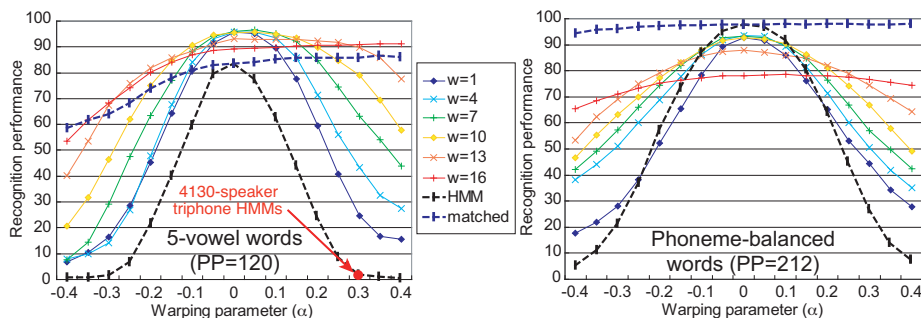 Recognition performance
100
90
80
70
60
50
40
30
20
10
0
-0.4 -0.3 -0.2 -0.1 0 0.1 0.2 0.3 0.4
Warping parameter (α)
4130-speaker
triphone HMMs
5-vowel words
(PP=120)
w=1
w=4
w=7
w=10
w=13
w=16
HMM
matched
Recognition performance
100
90
80
70
60
50
40
30
20
10
0
-0.4 -0.3 -0.2 -0.1 0 0.1 0.2 0.3 0.4
Warping parameter (α)
Phoneme-balanced
words (PP=212)